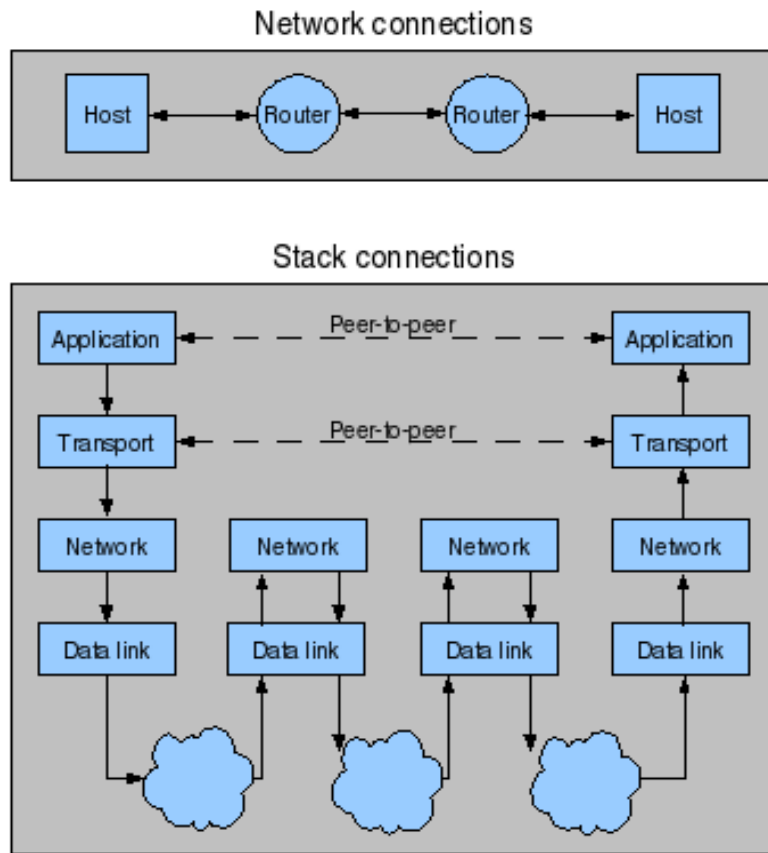 Network connections
Host
Router
Router
Host
Stack connections
Application
Peer-to-peer
Application
Transport
Peer-to-peer
Transport
Network
Network
Network
Network
Data link
Data link
Data link
Data link